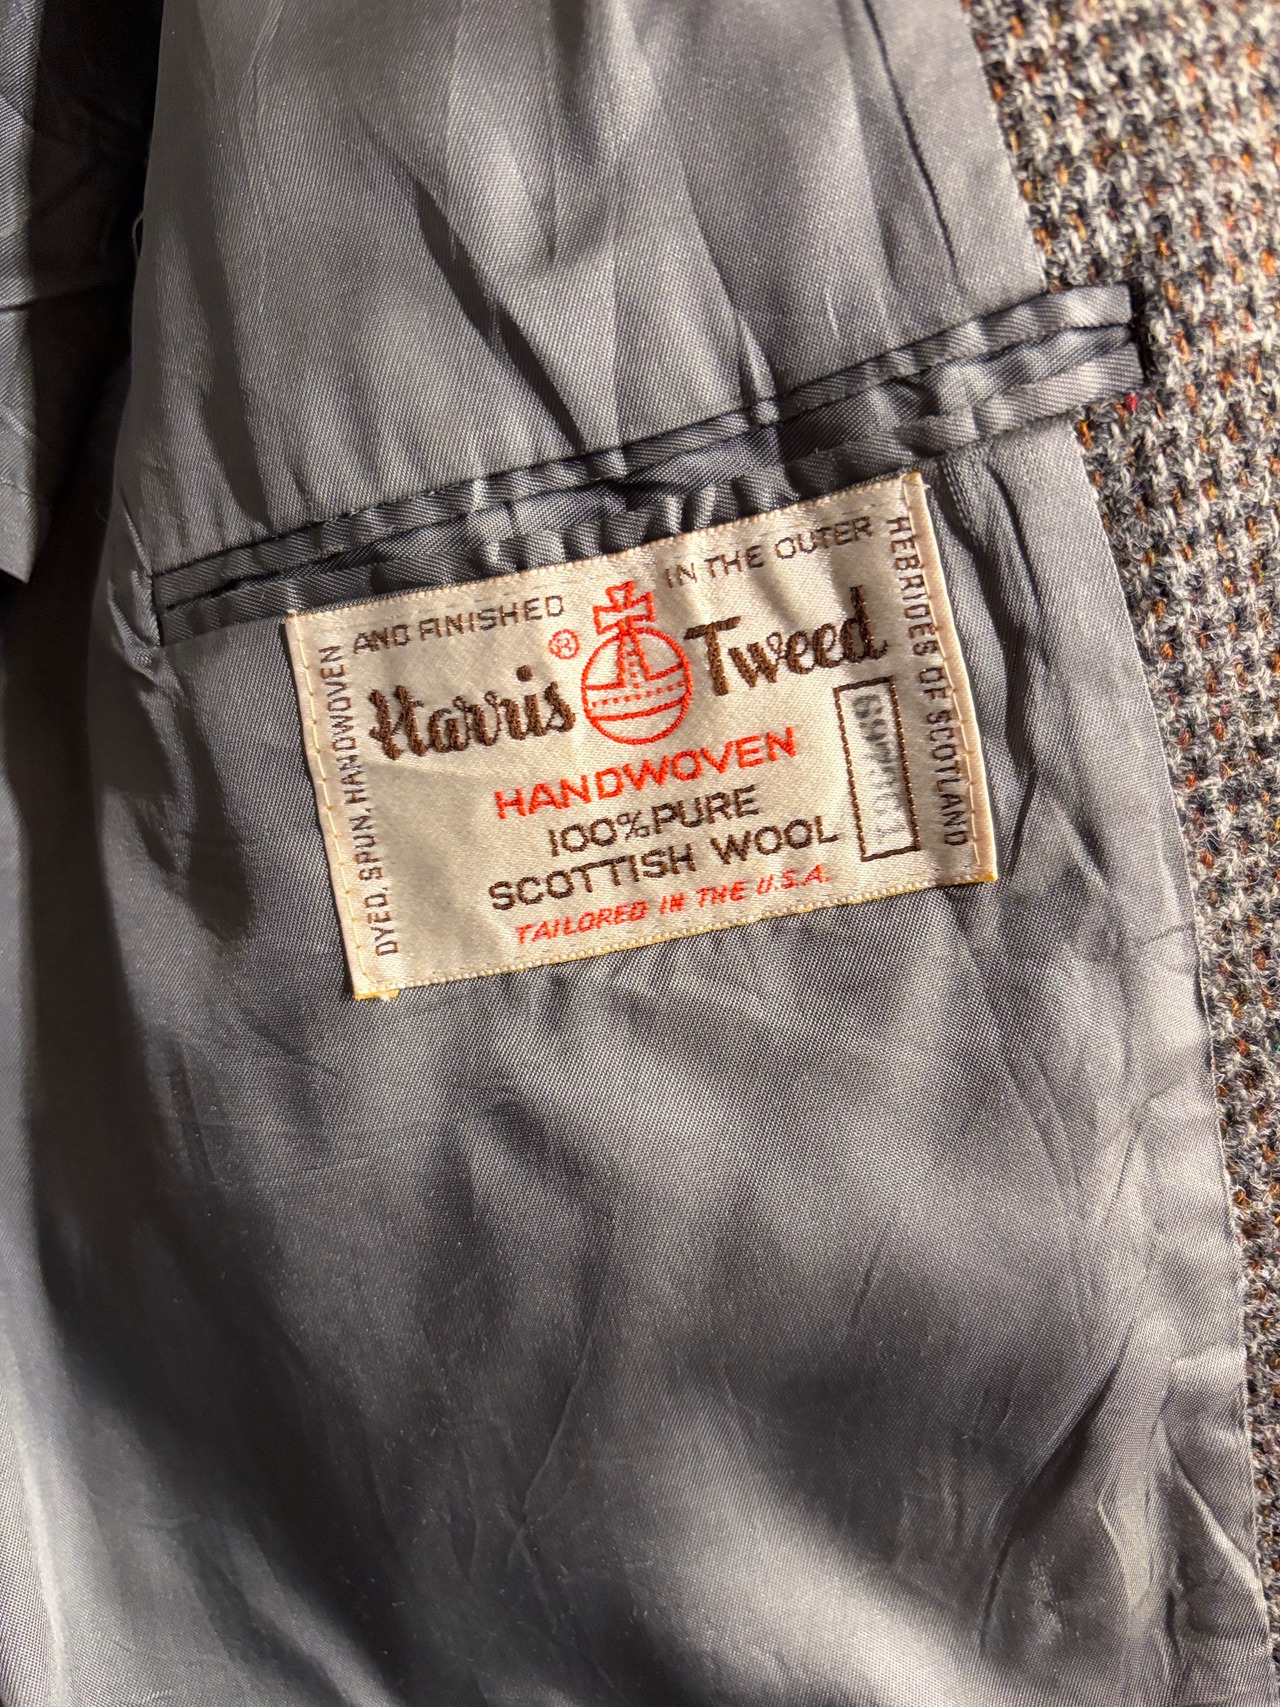 DYED, SPUN, HANDWOVEN
AND FINISHED
IN THE OUTER
HEBRIDES OF SCOTLAND
®
Harris Tweed
HANDWOVEN
100% PURE
SCOTTISH WOOL
TAILORED IN THE U.S.A.